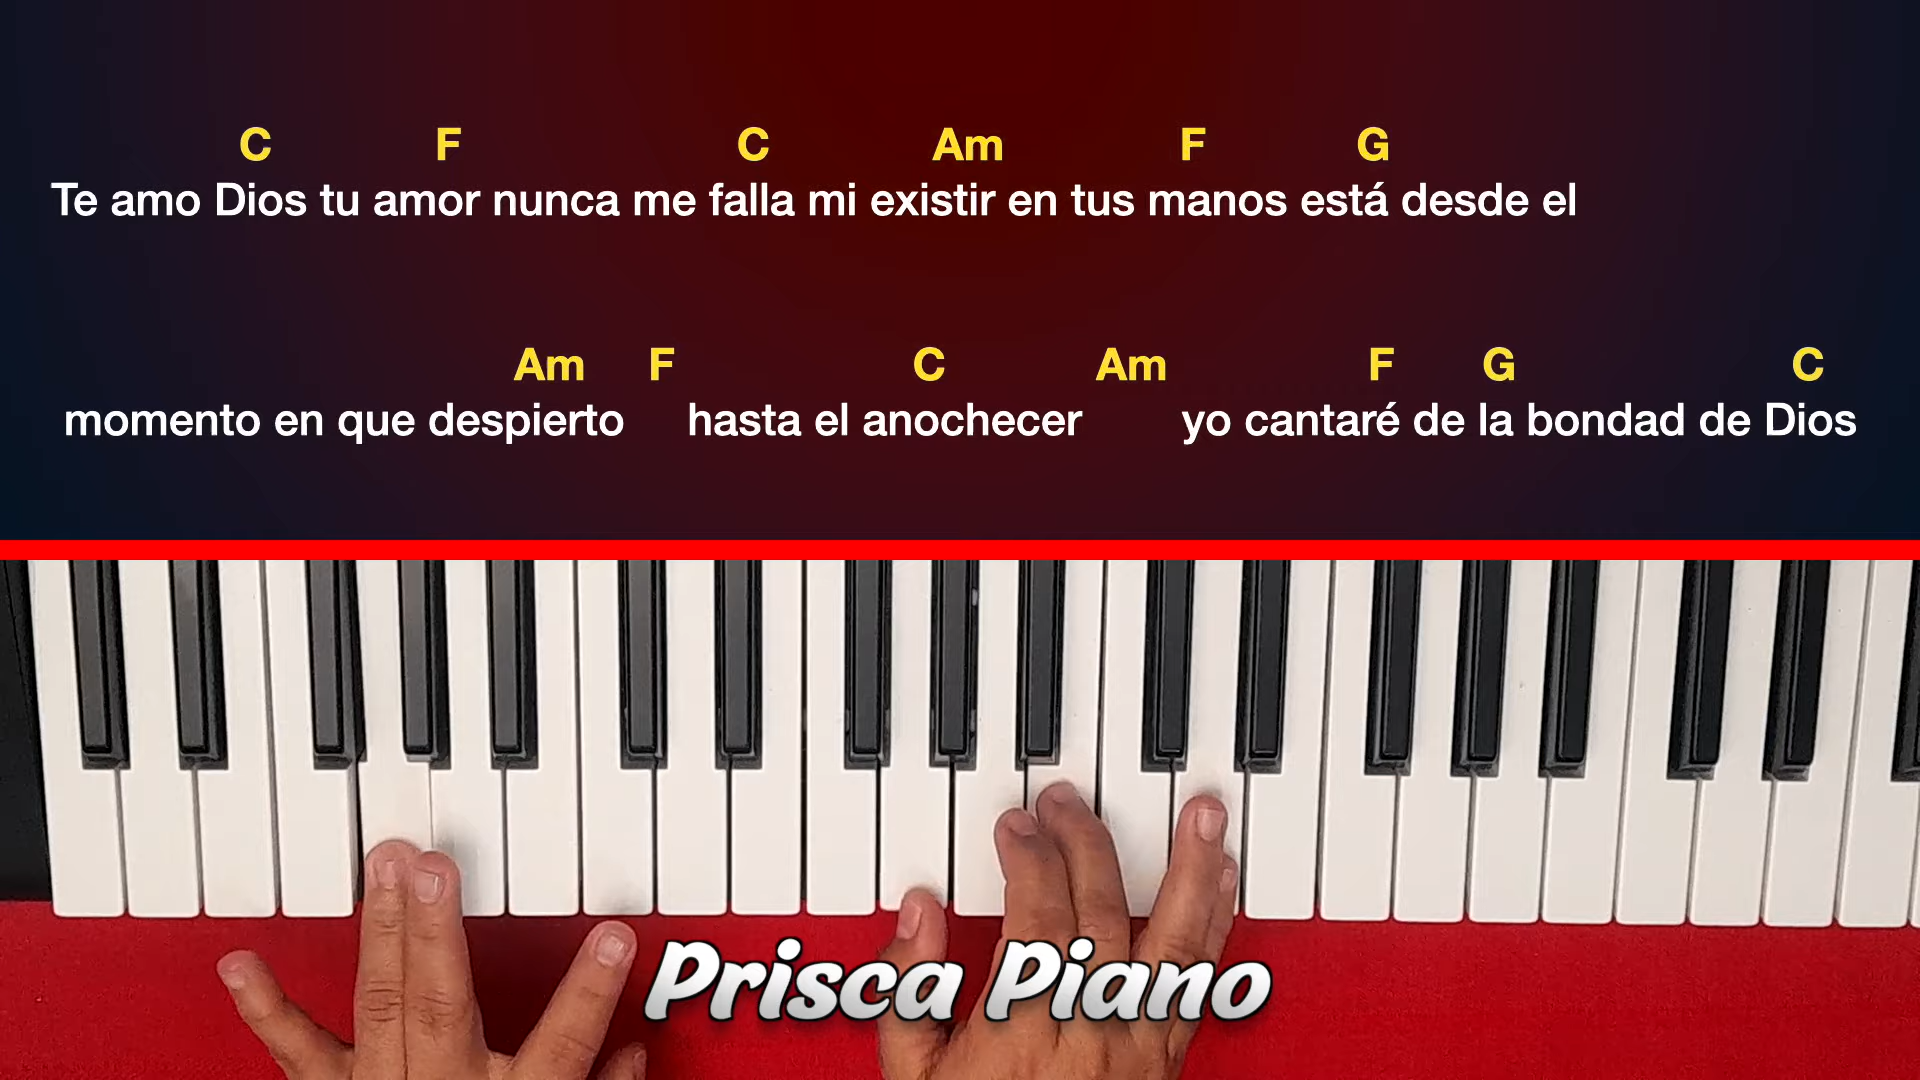 C F C Am F G
Te amo Dios tu amor nunca me falla mi existir en tus manos está desde el
Am F C Am F G C
momento en que despierto hasta el anochecer yo cantaré de la bondad de Dios
Prisca Piano